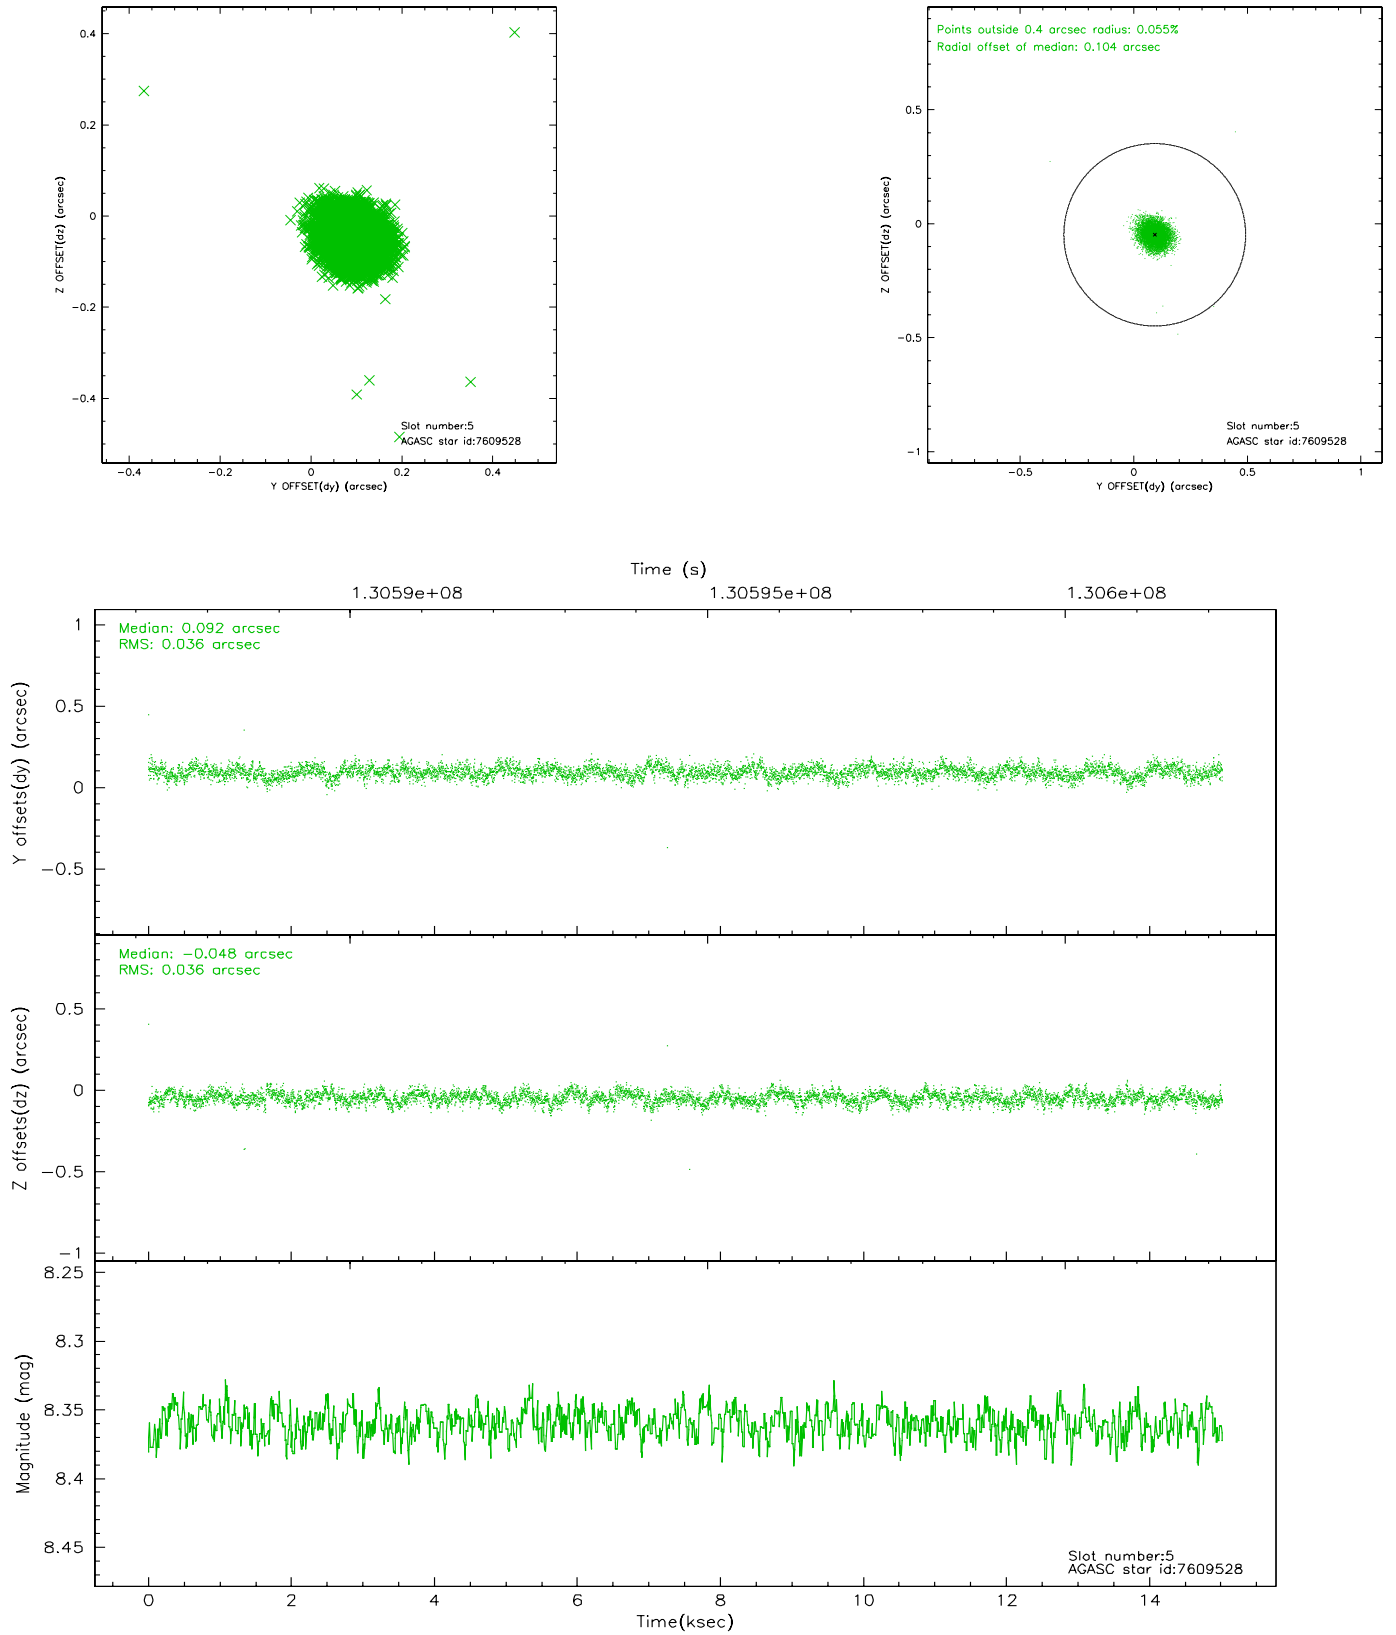 0.4
0.2
0
−0.2
−0.4
Z OFFSET(dz) (arcsec)
Slot number:5
AGASC star id:7609528
−0.4
−0.2
0
0.2
0.4
Y OFFSET(dy) (arcsec)
Points outside 0.4 arcsec radius: 0.055%
Radial offset of median: 0.104 arcsec
0.5
0
−0.5
−1
Z OFFSET(dz) (arcsec)
Slot number:5
AGASC star id:7609528
−0.5
0
0.5
1
Y OFFSET(dy) (arcsec)
Time (s)
1.3059e+08
1.30595e+08
1.306e+08
Median: 0.092 arcsec
RMS: 0.036 arcsec
1
0.5
0
−0.5
Y offsets(dy) (arcsec)
Median: −0.048 arcsec
RMS: 0.036 arcsec
0.5
0
−0.5
−1
Z offsets(dz) (arcsec)
8.25
8.3
8.35
8.4
8.45
Magnitude (mag)
Slot number:5
AGASC star id:7609528
0
2
4
6
8
10
12
14
Time(ksec)